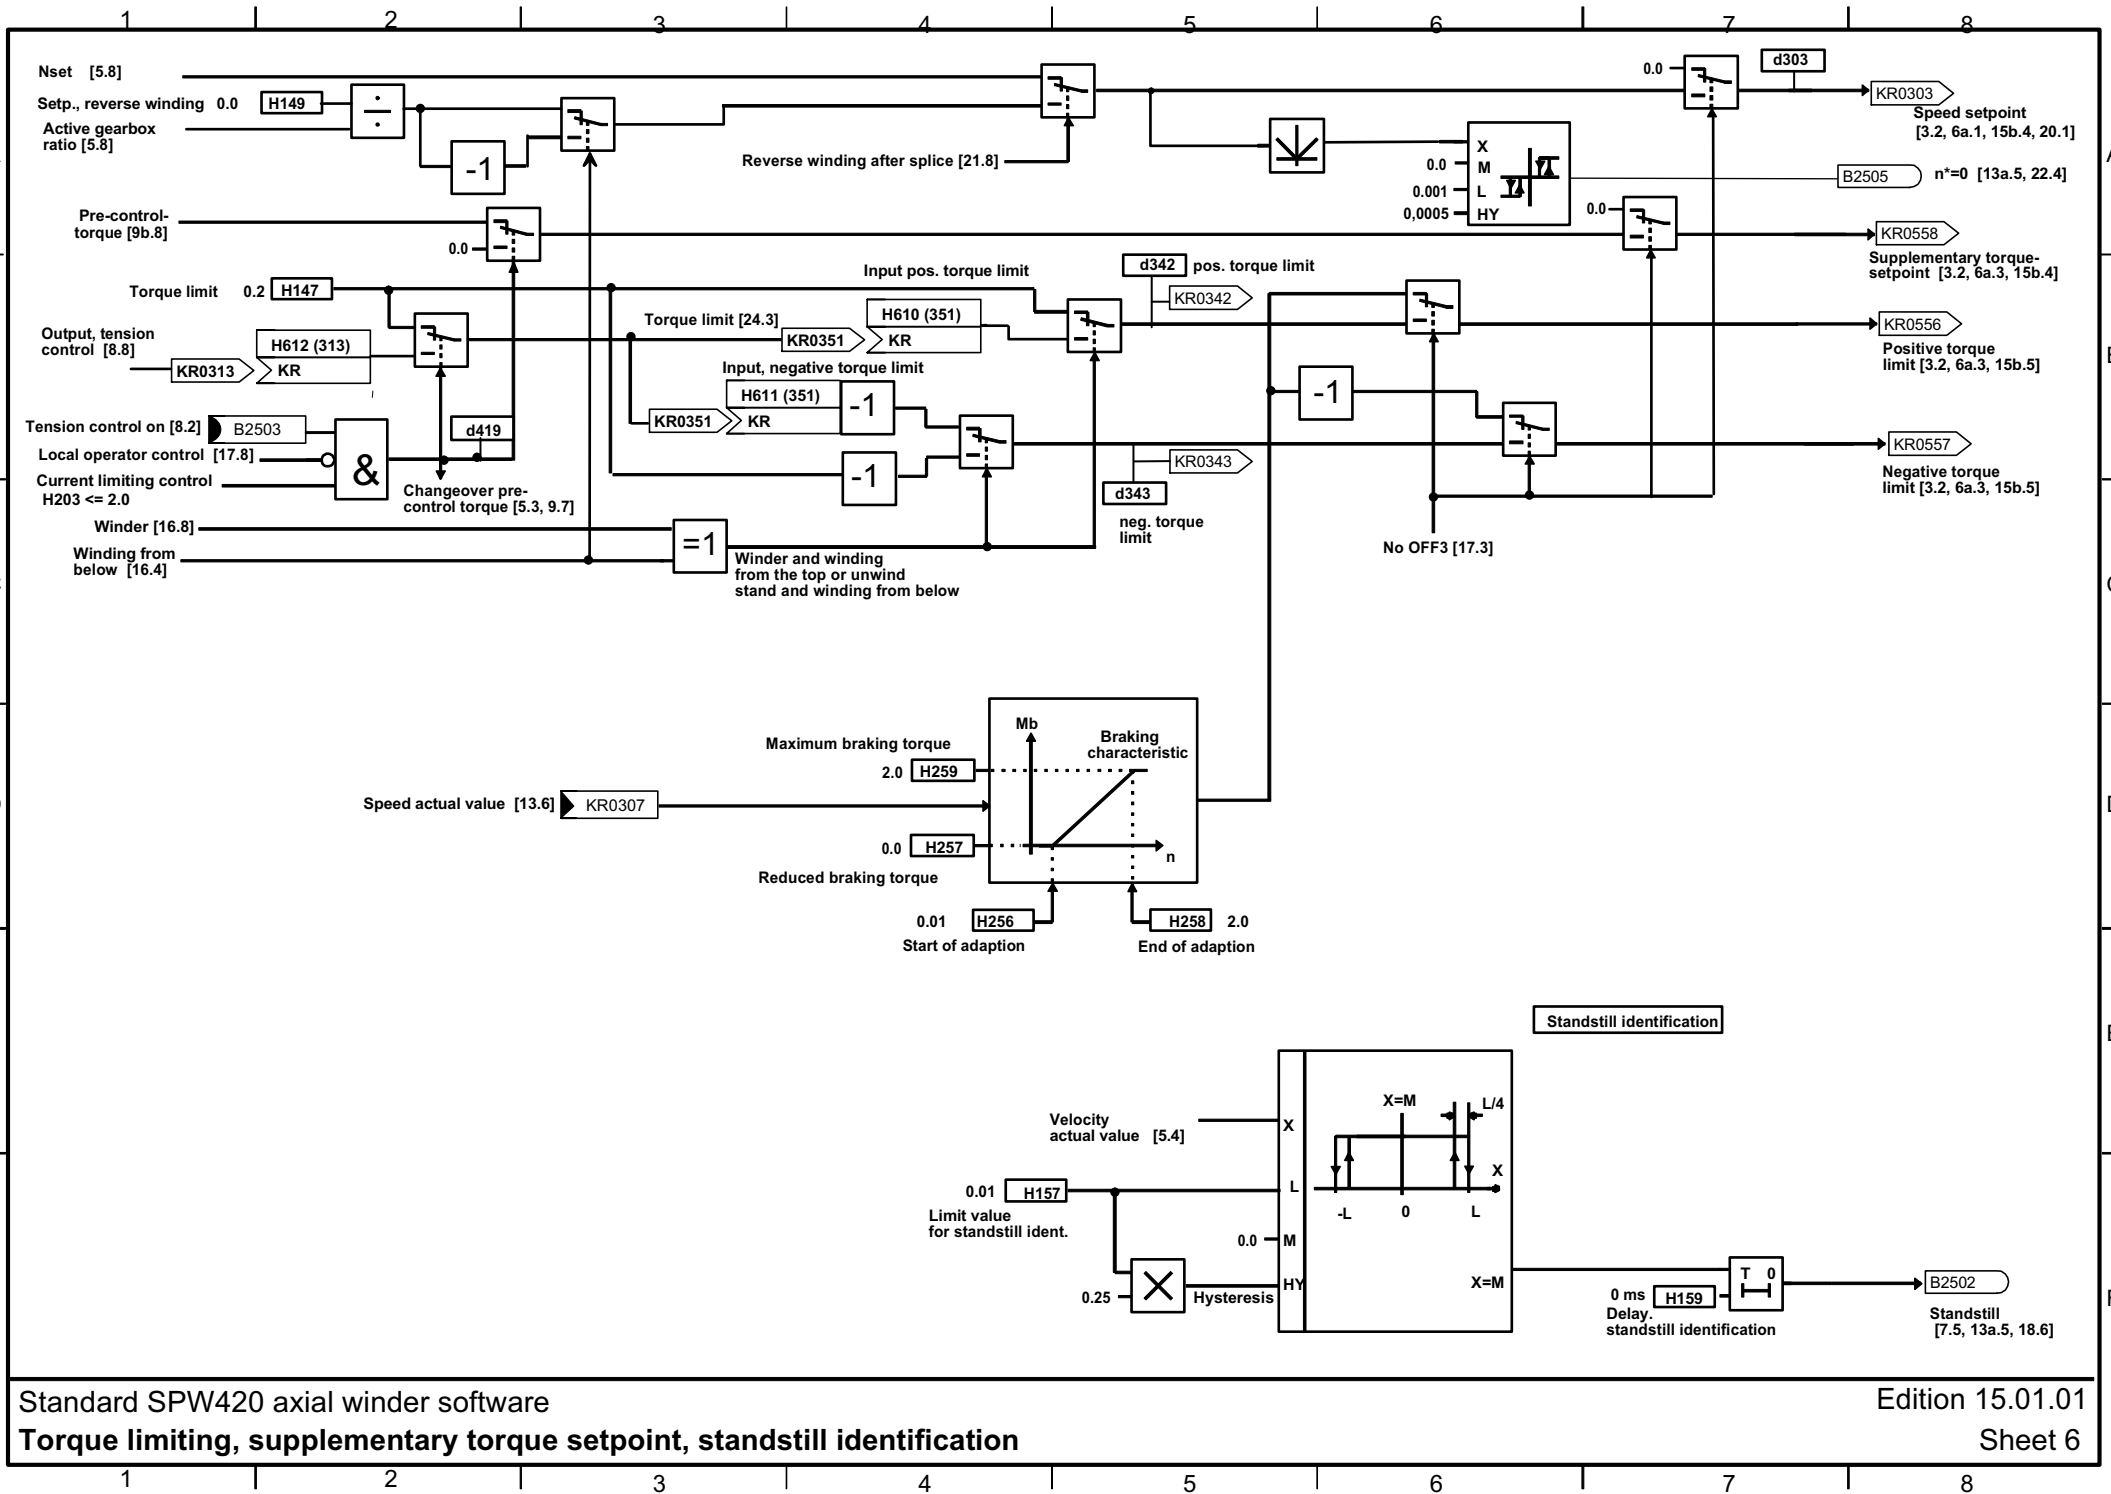 1 2 3 4 5 6 7 8
Nset [5.8]
Setp., reverse winding 0.0 H149
Active gearbox
ratio [5.8]
-1
Reverse winding after splice [21.8]
0.0
d303
KR0303
Speed setpoint
[3.2, 6a.1, 15b.4, 20.1]
X
0.0 M
0.001 L
0,0005 HY
B2505 n*=0 [13a.5, 22.4]
A
Pre-control-
torque [9b.8]
0.0
0.0
KR0558
Supplementary torque-
setpoint [3.2, 6a.3, 15b.4]
Torque limit 0.2 H147
Input pos. torque limit
d342 pos. torque limit
KR0342
Output, tension
control [8.8]
KR0313
H612 (313)
KR
Torque limit [24.3]
KR0351
H610 (351)
KR
KR0556
Positive torque
limit [3.2, 6a.3, 15b.5]
Input, negative torque limit
KR0351
H611 (351)
KR
-1
-1
-1
Tension control on [8.2] B2503
Local operator control [17.8]
Current limiting control
H203 <= 2.0
&
d419
Changeover pre-
control torque [5.3, 9.7]
KR0343
d343
neg. torque
limit
KR0557
Negative torque
limit [3.2, 6a.3, 15b.5]
Winder [16.8]
Winding from
below [16.4]
=1
Winder and winding
from the top or unwind
stand and winding from below
No OFF3 [17.3]
Maximum braking torque
2.0 H259
Speed actual value [13.6] KR0307
0.0 H257
Reduced braking torque
Mb
Braking
characteristic
n
0.01 H256
Start of adaption
H258 2.0
End of adaption
Standstill identification
Velocity
actual value [5.4]
X
0.01 H157
Limit value
for standstill ident.
L
0.0 M
0.25
Hysteresis
HY
X=M
L/4
X
-L 0 L
X=M
T 0
0 ms H159
Delay.
standstill identification
B2502
Standstill
[7.5, 13a.5, 18.6]
Standard SPW420 axial winder software
Edition 15.01.01
Torque limiting, supplementary torque setpoint, standstill identification
Sheet 6
1 2 3 4 5 6 7 8